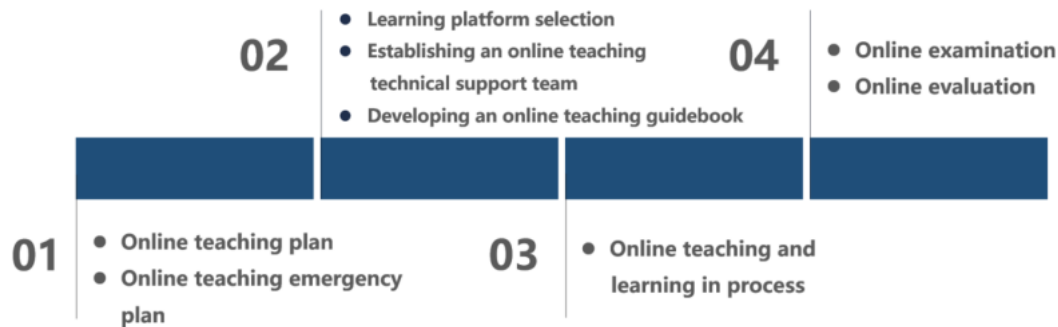 01
● Online teaching plan
● Online teaching emergency
plan
02
● Learning platform selection
● Establishing an online teaching
technical support team
● Developing an online teaching guidebook
03
● Online teaching and
learning in process
04
● Online examination
● Online evaluation